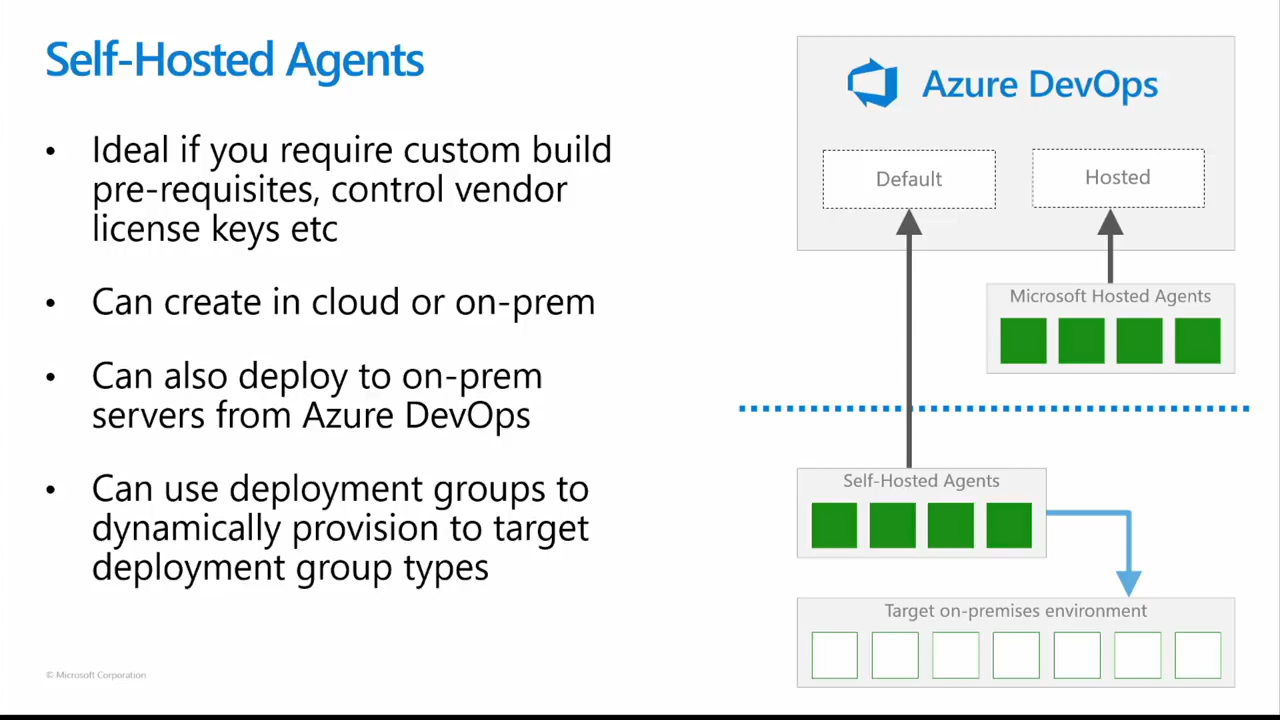 Self-Hosted Agents
• Ideal if you require custom build
pre-requisites, control vendor
license keys etc
• Can create in cloud or on-prem
• Can also deploy to on-prem
servers from Azure DevOps
• Can use deployment groups to
dynamically provision to target
deployment group types
© Microsoft Corporation
Azure DevOps
Default
Hosted
Microsoft Hosted Agents
Self-Hosted Agents
Target on-premises environment